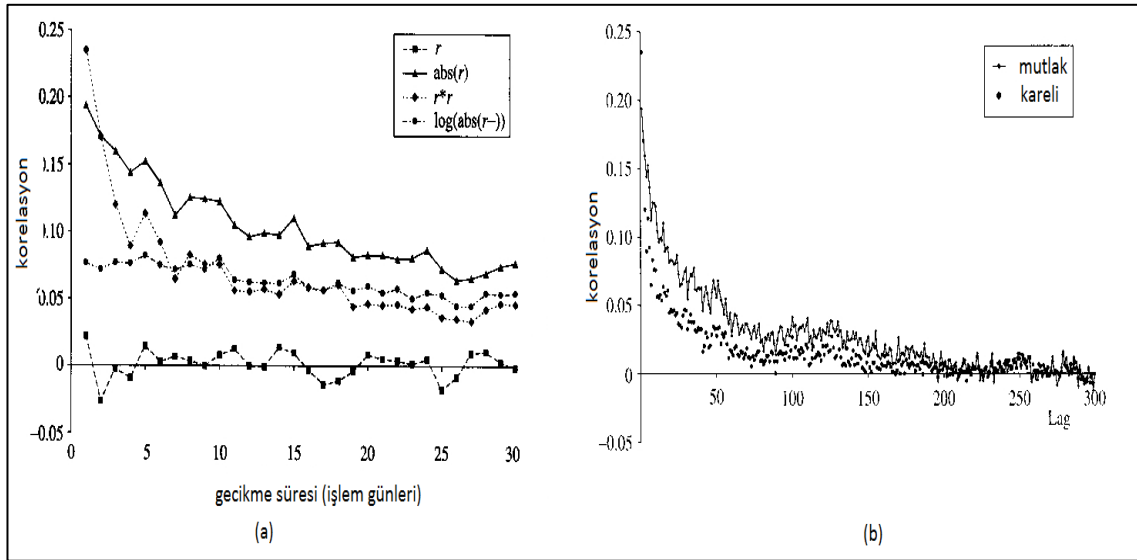 0.25
0.20
0.15
0.10
0.05
0
−0.05
korelasyon
r
abs(r)
r*r
log(abs(r−))
0
5
10
15
20
25
30
gecikme süresi (işlem günleri)
(a)
0.25
0.20
0.15
0.10
0.05
0
−0.05
korelasyon
mutlak
kareli
50
100
150
200
250
300
Lag
(b)